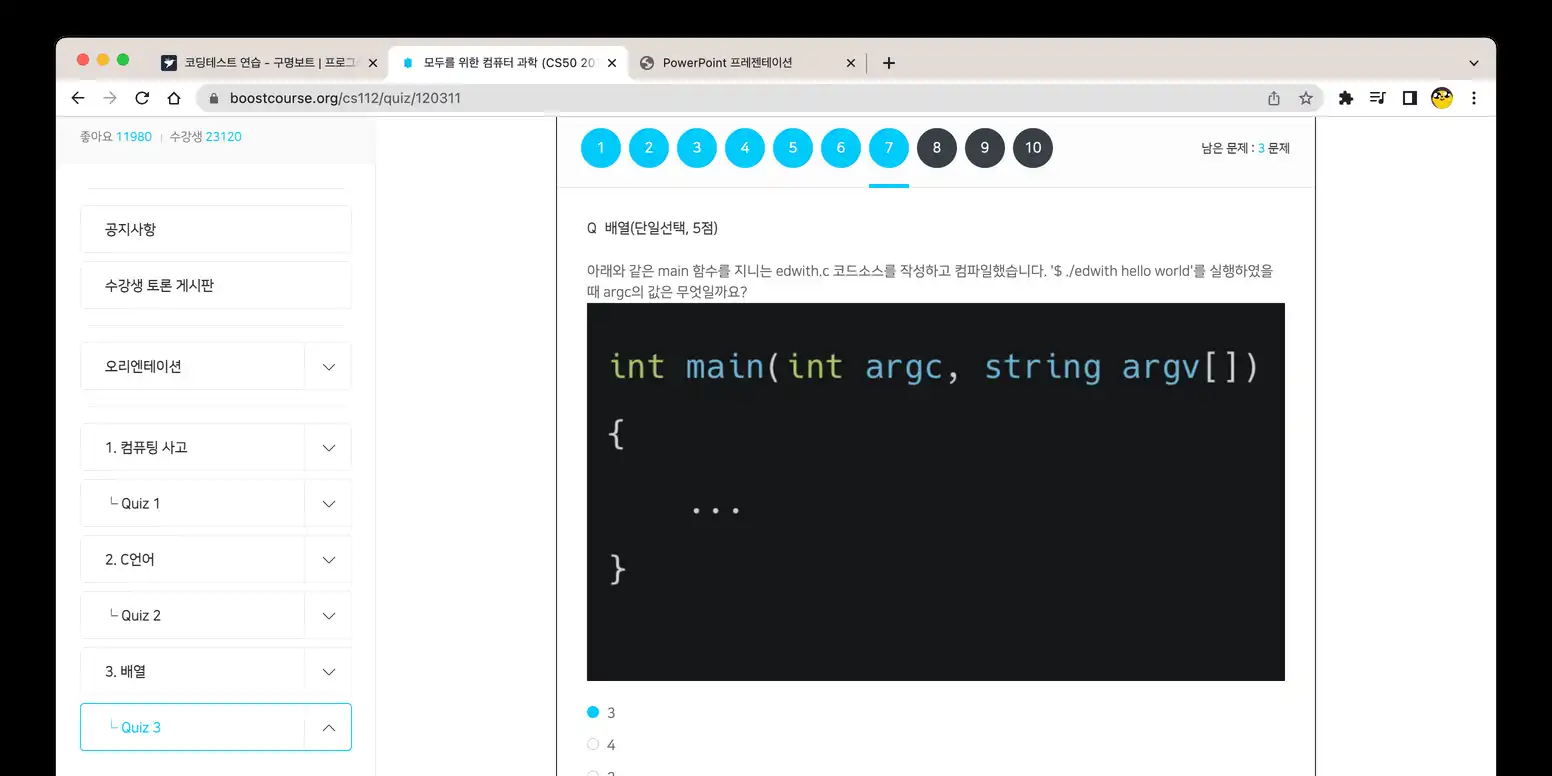 코딩테스트 연습 - 구명보트 | 프로그
모두를 위한 컴퓨터 과학 (CS50 20
PowerPoint 프레젠테이션
boostcourse.org/cs112/quiz/120311
좋아요 11980 | 수강생 23120
1 2 3 4 5 6 7 8 9 10
남은 문제 : 3 문제
공지사항
수강생 토론 게시판
오리엔테이션
1. 컴퓨팅 사고
└ Quiz 1
2. C언어
└ Quiz 2
3. 배열
└ Quiz 3
Q 배열(단일선택, 5점)
아래와 같은 main 함수를 지니는 edwith.c 코드소스를 작성하고 컴파일했습니다. '$ ./edwith hello world'를 실행하였을
때 argc의 값은 무엇일까요?
int main(int argc, string argv[])
{
...
}
3
4